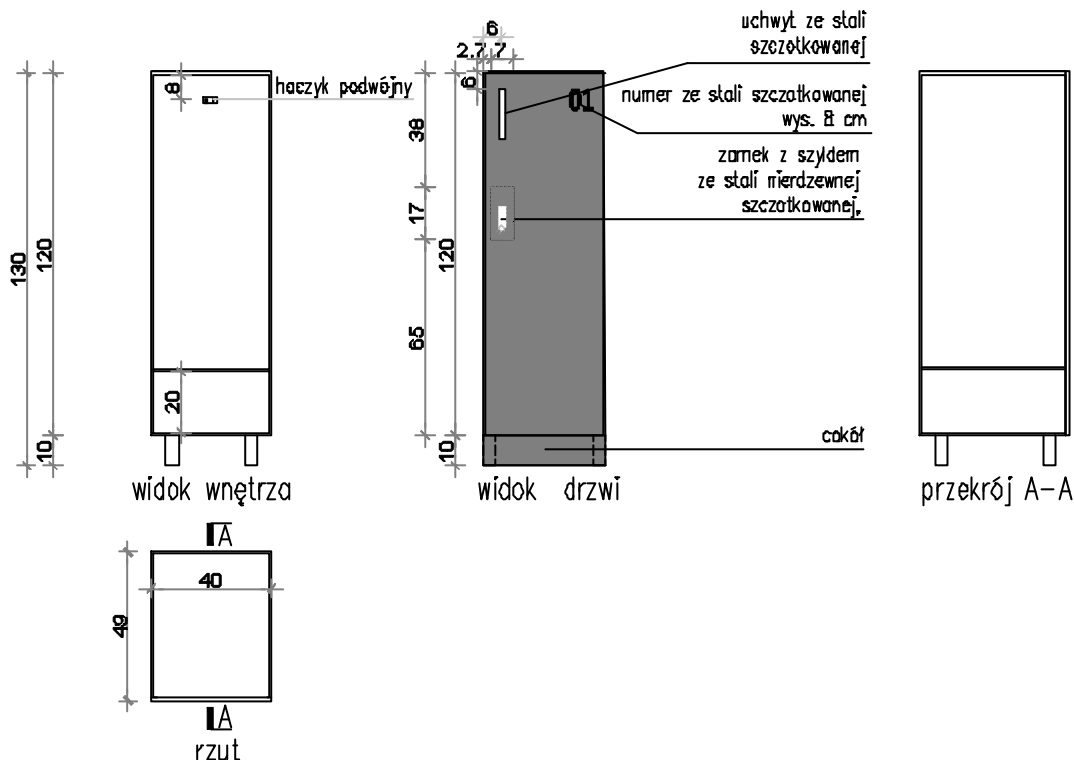 uchwyt ze stali
szczotkowanej
6
2,7 7
6
8
haczyk podwójny
01
numer ze stali szczotkowanej
wys. 8 cm
38
zamek z szyldem
ze stali nierdzewnej
szczotkowanej,
17
130
120
120
65
20
10
10
cokół
widok wnętrza
widok drzwi
przekrój A-A
A
40
49
A
rzut